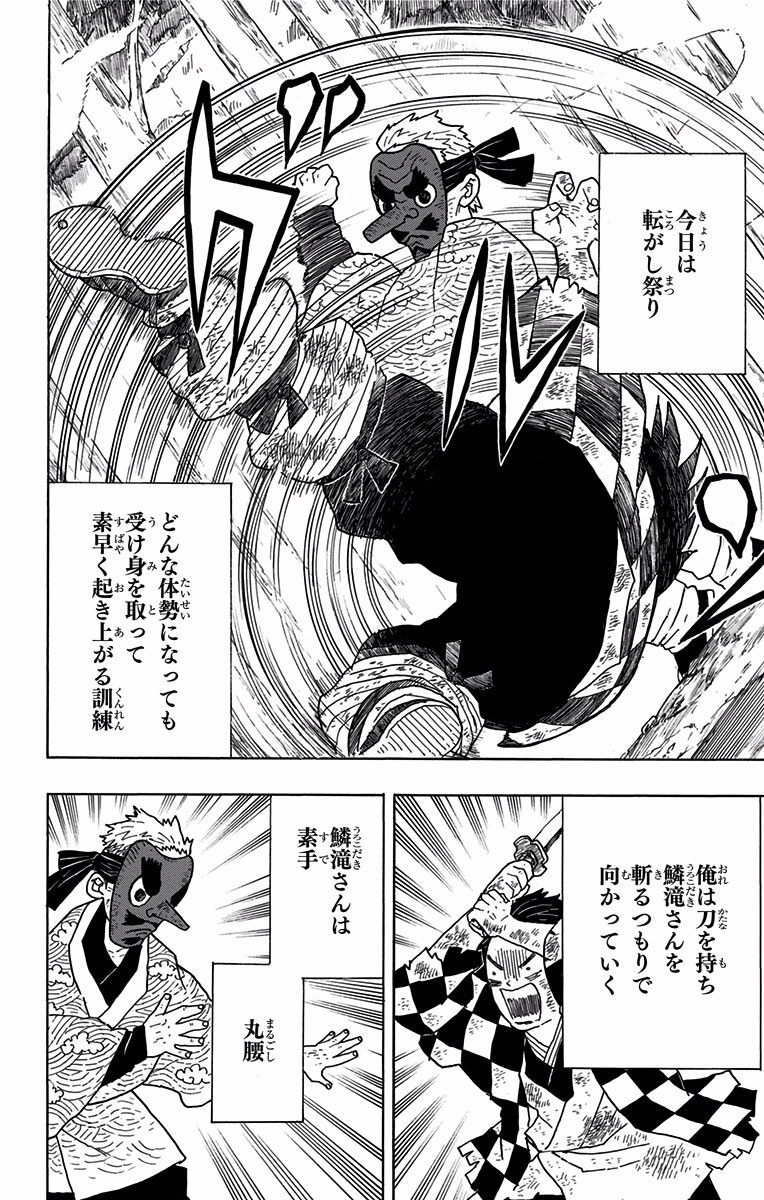 今日は
転がし祭り
グルッ
どんな体勢になっても
受け身を取って
素早く起き上がる訓練
俺は刀を持ち
鱗滝さんを
斬るつもりで
向かっていく
鱗滝さんは
素手
丸腰